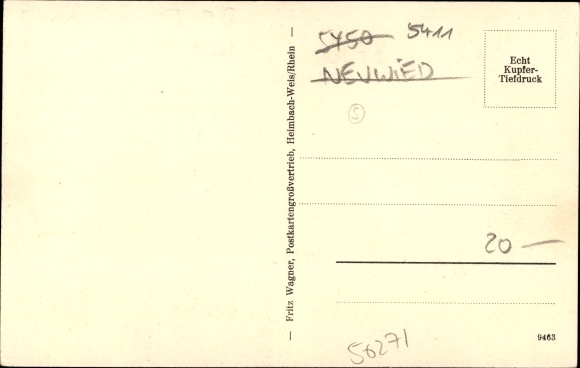 — Fritz Wagner, Postkartengroßvertrieb, Heimbach-Weis/Rhein —
5450 5411
NEUWIED
S
Echt
Kupfer-
Tiefdruck
20 —
56271
9463